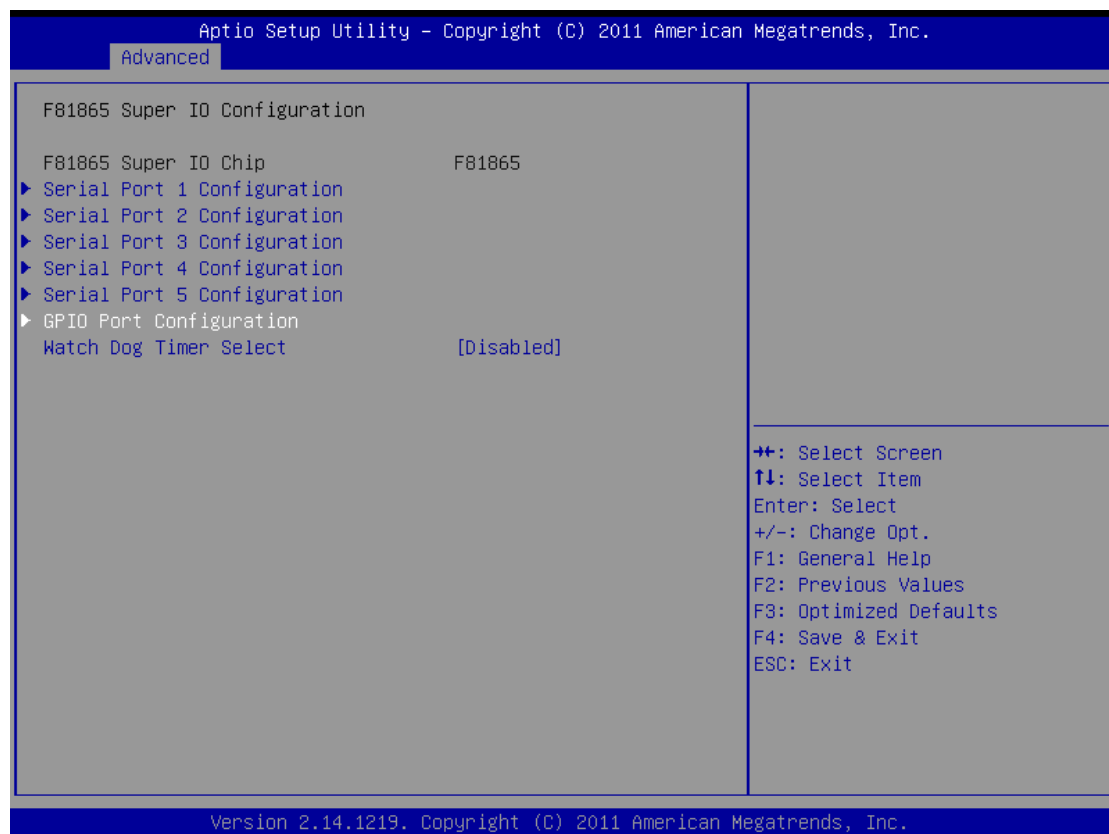 Aptio Setup Utility – Copyright (C) 2011 American Megatrends, Inc.
Advanced
F81865 Super IO Configuration
F81865 Super IO Chip F81865
Serial Port 1 Configuration
Serial Port 2 Configuration
Serial Port 3 Configuration
Serial Port 4 Configuration
Serial Port 5 Configuration
GPIO Port Configuration
Watch Dog Timer Select [Disabled]
→←: Select Screen
↑↓: Select Item
Enter: Select
+/-: Change Opt.
F1: General Help
F2: Previous Values
F3: Optimized Defaults
F4: Save & Exit
ESC: Exit
Version 2.14.1219. Copyright (C) 2011 American Megatrends, Inc.